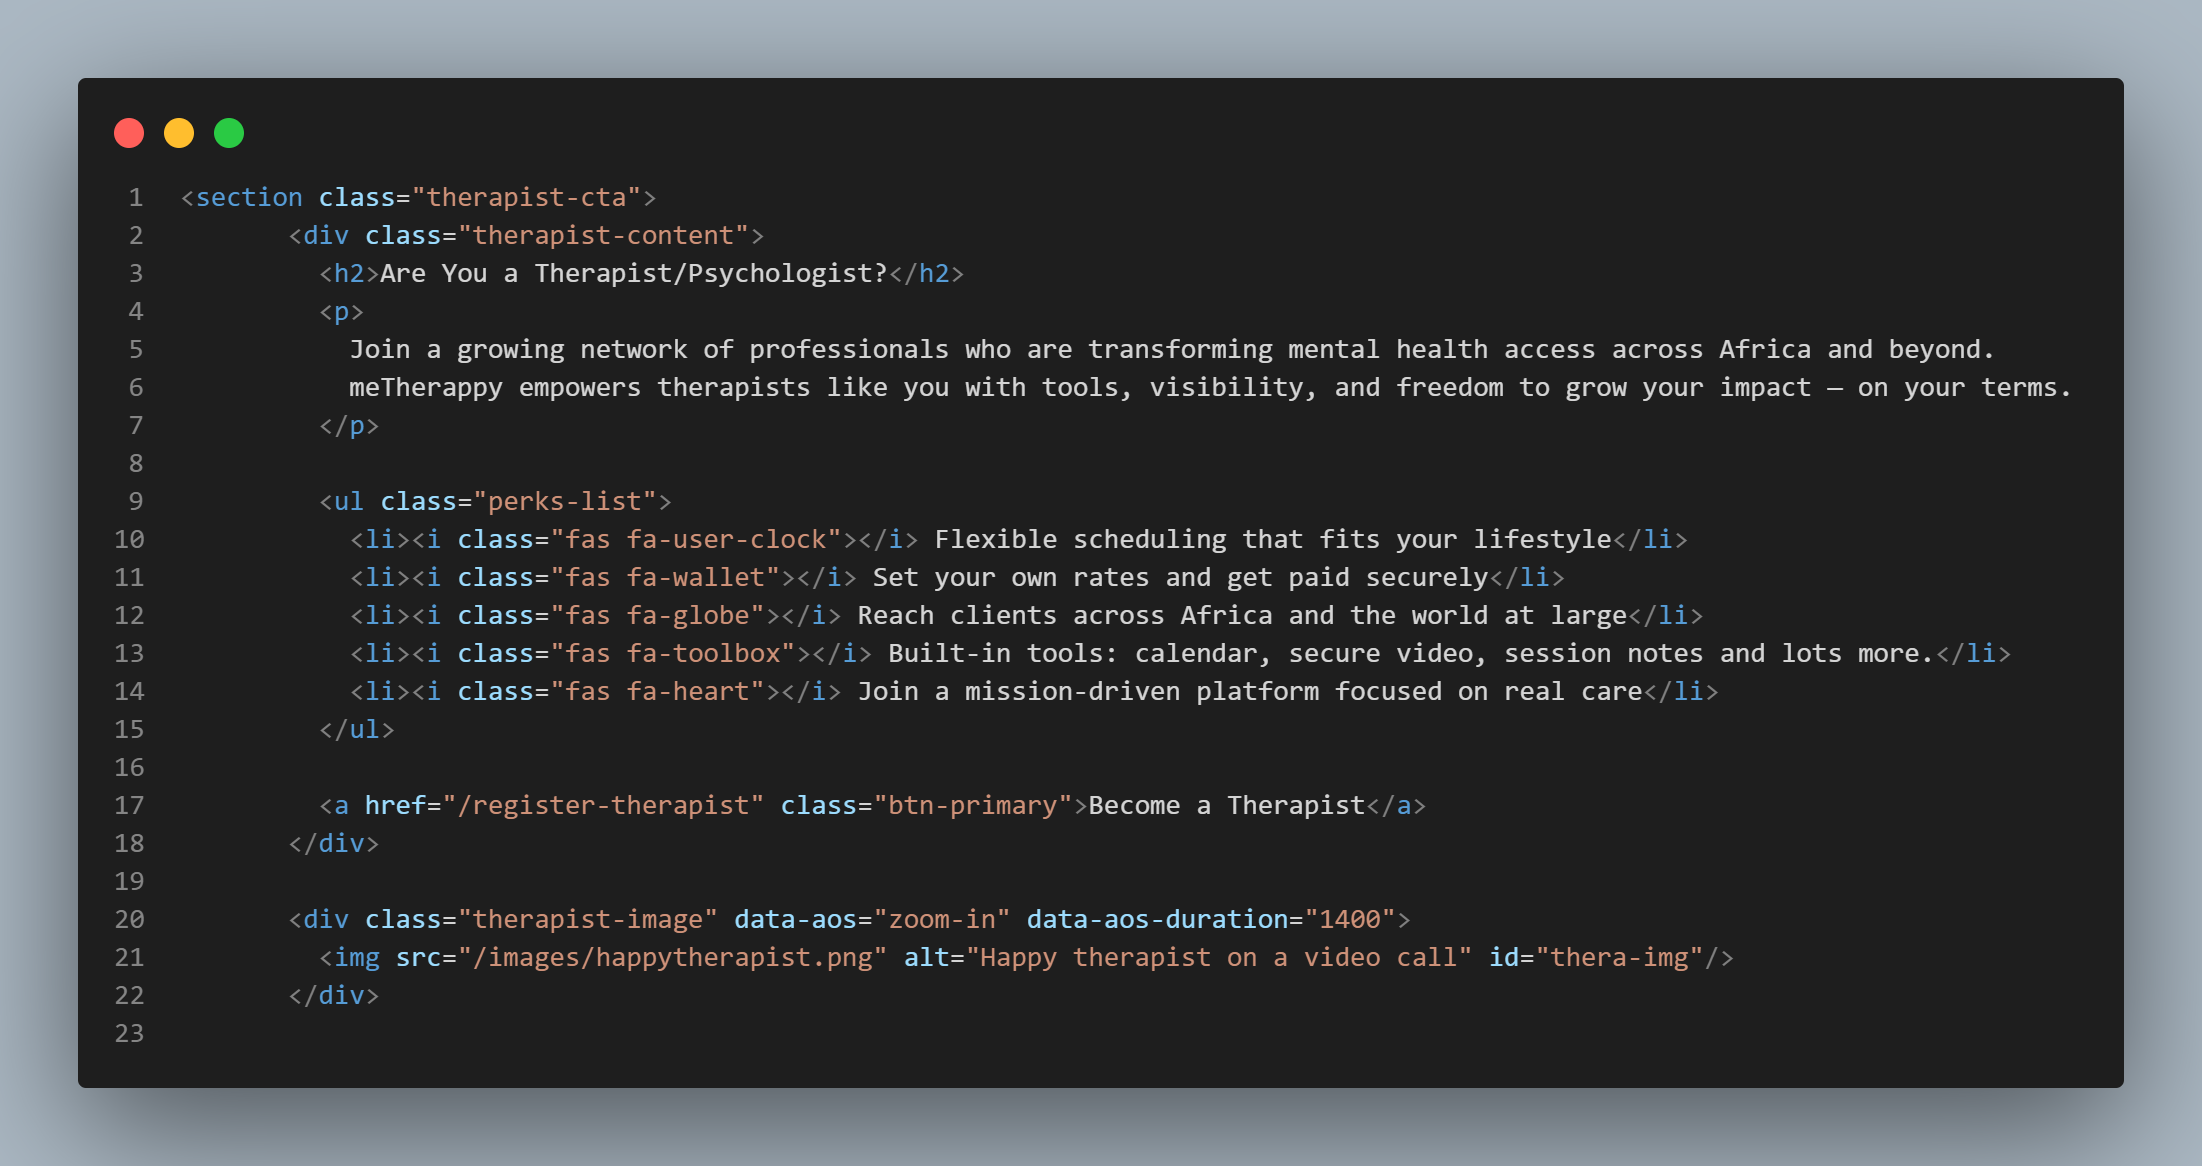 1 <section class="therapist-cta">
2 <div class="therapist-content">
3 <h2>Are You a Therapist/Psychologist?</h2>
4 <p>
5 Join a growing network of professionals who are transforming mental health access across Africa and beyond.
6 meTherappy empowers therapists like you with tools, visibility, and freedom to grow your impact — on your terms.
7 </p>
8
9 <ul class="perks-list">
10 <li><i class="fas fa-user-clock"></i> Flexible scheduling that fits your lifestyle</li>
11 <li><i class="fas fa-wallet"></i> Set your own rates and get paid securely</li>
12 <li><i class="fas fa-globe"></i> Reach clients across Africa and the world at large</li>
13 <li><i class="fas fa-toolbox"></i> Built-in tools: calendar, secure video, session notes and lots more.</li>
14 <li><i class="fas fa-heart"></i> Join a mission-driven platform focused on real care</li>
15 </ul>
16
17 <a href="/register-therapist" class="btn-primary">Become a Therapist</a>
18 </div>
19
20 <div class="therapist-image" data-aos="zoom-in" data-aos-duration="1400">
21 <img src="/images/happytherapist.png" alt="Happy therapist on a video call" id="thera-img"/>
22 </div>
23